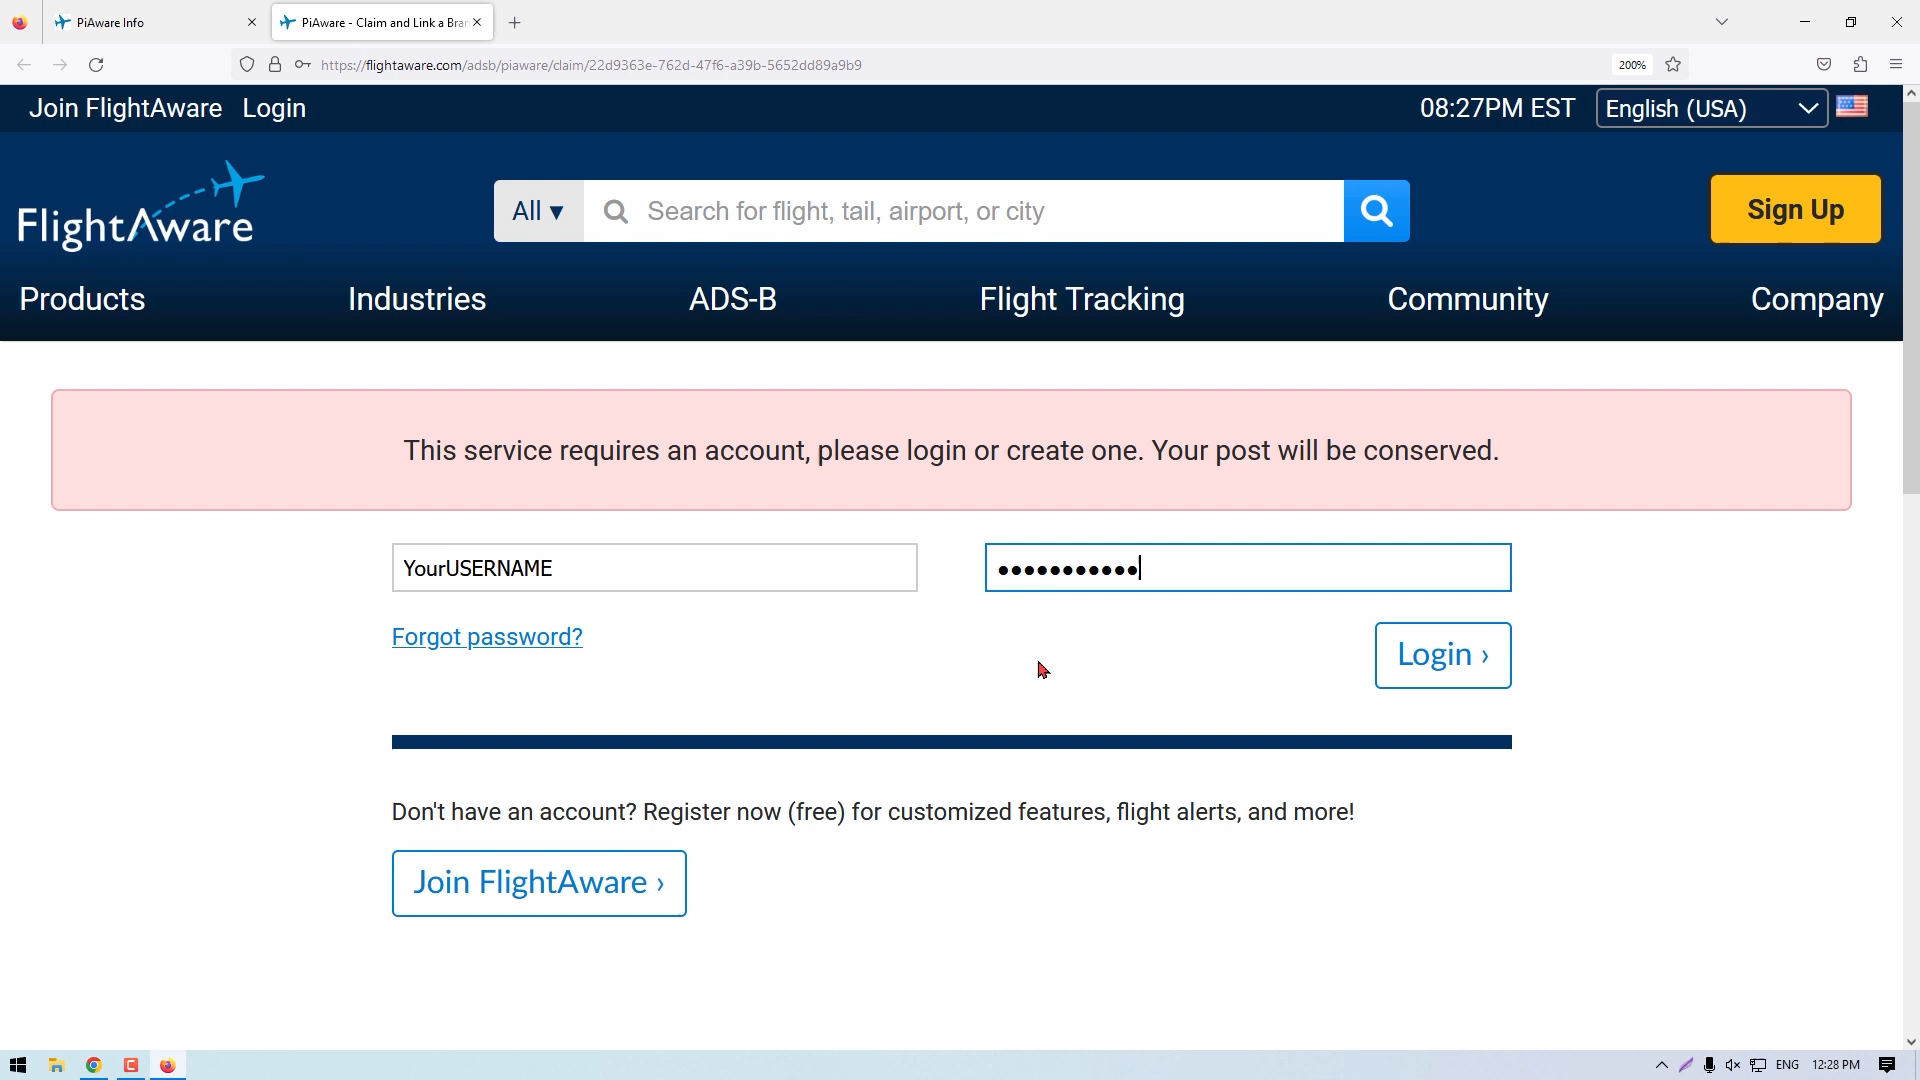 PiAware Info
PiAware - Claim and Link a Bran
https://flightaware.com/adsb/piaware/claim/22d9363e-762d-47f6-a39b-5652dd89a9b9
200%
Join FlightAware Login
08:27PM EST
English (USA)
FlightAware
All ▾
Search for flight, tail, airport, or city
Sign Up
Products
Industries
ADS-B
Flight Tracking
Community
Company
This service requires an account, please login or create one. Your post will be conserved.
YourUSERNAME
●●●●●●●●●●●
Forgot password?
Login ›
Don't have an account? Register now (free) for customized features, flight alerts, and more!
Join FlightAware ›
ENG
12:28 PM